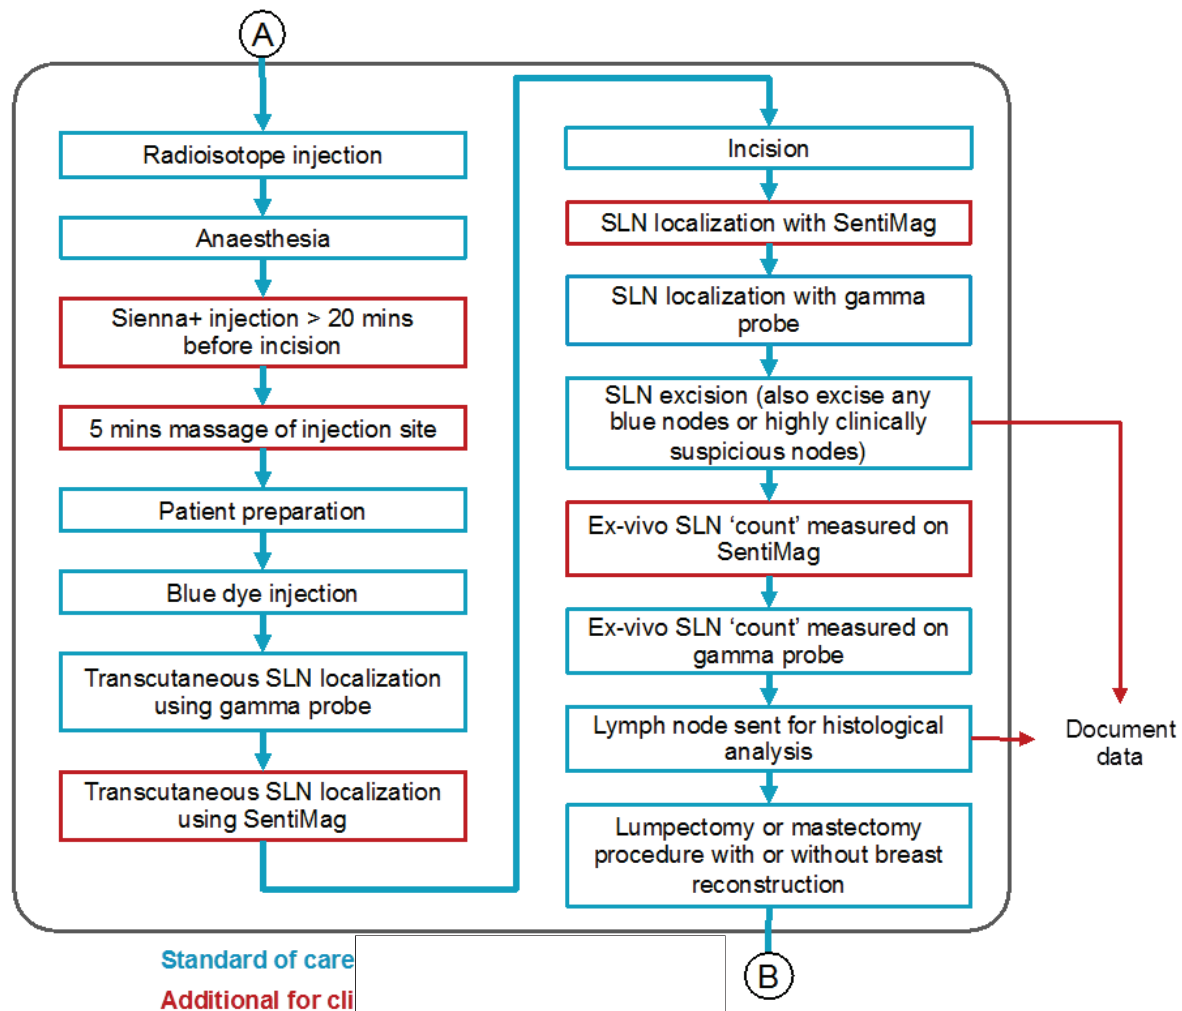 A
Radioisotope injection
Anaesthesia
Sienna+ injection > 20 mins
before incision
5 mins massage of injection site
Patient preparation
Blue dye injection
Transcutaneous SLN localization
using gamma probe
Transcutaneous SLN localization
using SentiMag
Incision
SLN localization with SentiMag
SLN localization with gamma
probe
SLN excision (also excise any
blue nodes or highly clinically
suspicious nodes)
Ex-vivo SLN ‘count’ measured on
SentiMag
Ex-vivo SLN ‘count’ measured on
gamma probe
Lymph node sent for histological
analysis
Lumpectomy or mastectomy
procedure with or without breast
reconstruction
Document
data
B
Standard of care
Additional for